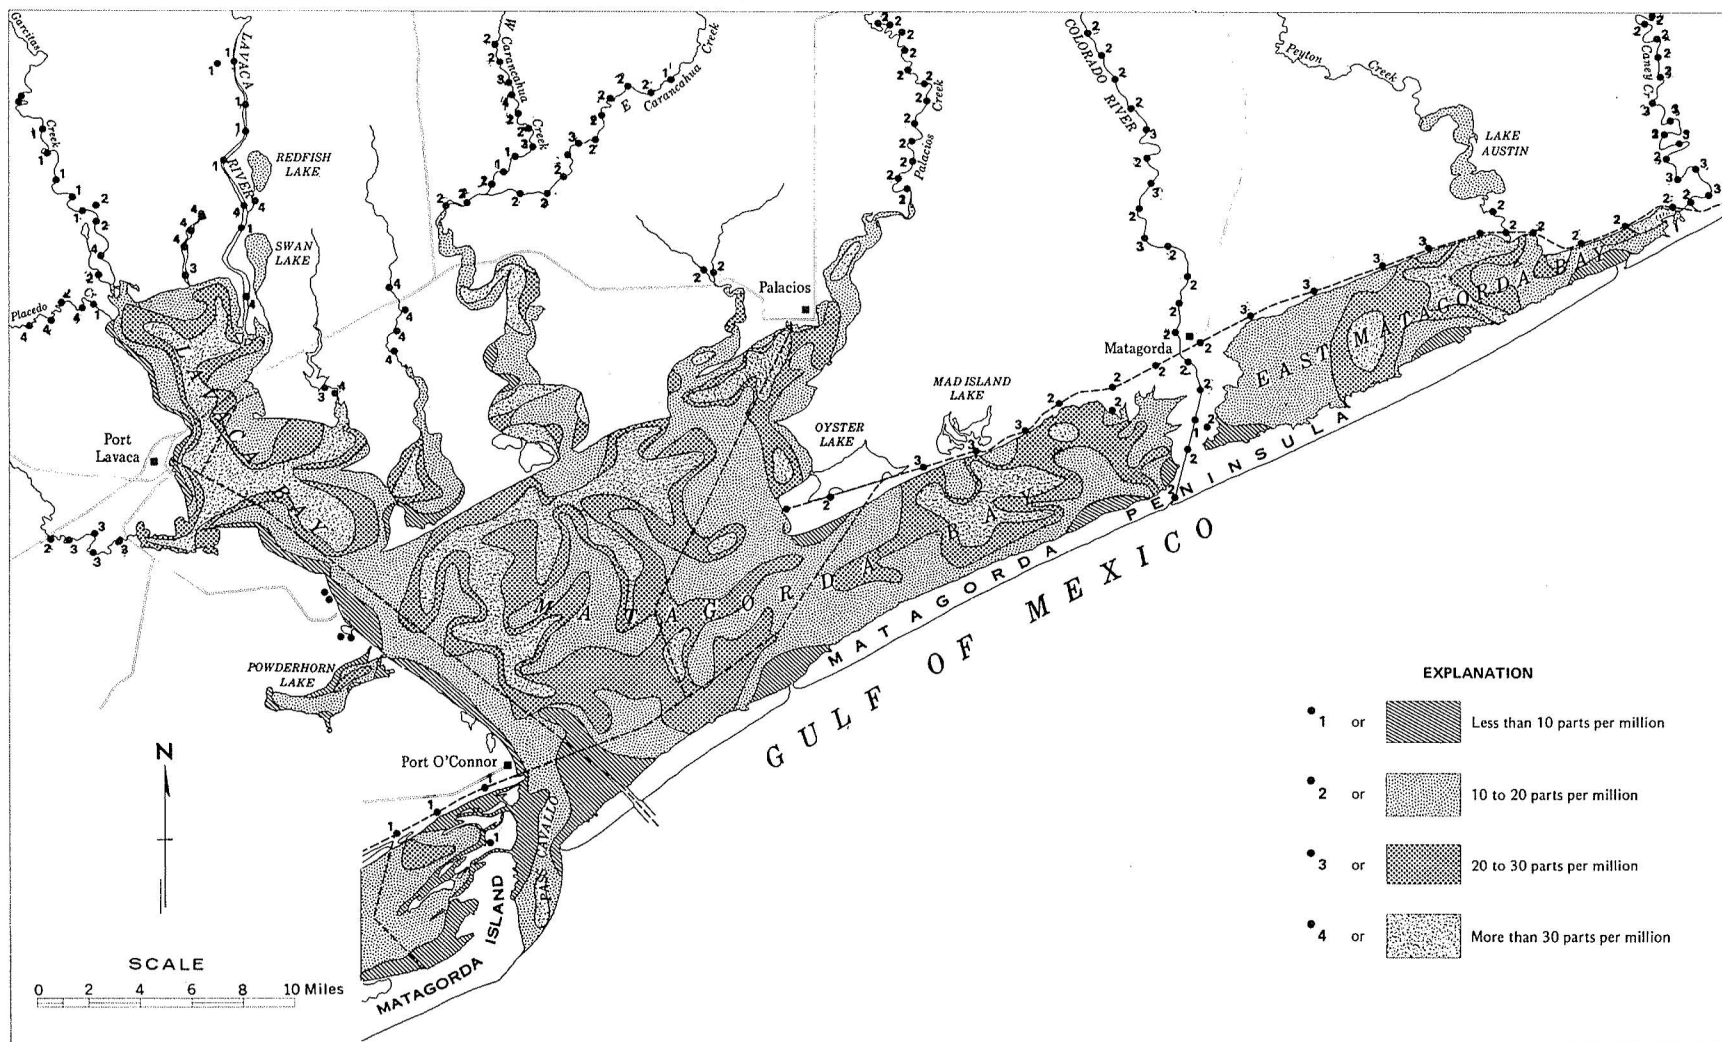 Garcitas
Creek
LAVACA
RIVER
REDFISH
LAKE
SWAN
LAKE
Placedo
Cr
W Carancahua
Creek
E Carancahua
Creek
Palacios
Creek
COLORADO
RIVER
Peyton
Creek
LAKE
AUSTIN
Caney Cr.
Palacios
Matagorda
MAD ISLAND
LAKE
OYSTER
LAKE
Port
Lavaca
LAVACA BAY
EAST MATAGORDA BAY
MATAGORDA BAY
MATAGORDA PENINSULA
GULF OF MEXICO
POWDERHORN
LAKE
Port O'Connor
PASS CAVALLO
MATAGORDA ISLAND
N
SCALE
0 2 4 6 8 10 Miles
EXPLANATION
1 or Less than 10 parts per million
2 or 10 to 20 parts per million
3 or 20 to 30 parts per million
4 or More than 30 parts per million